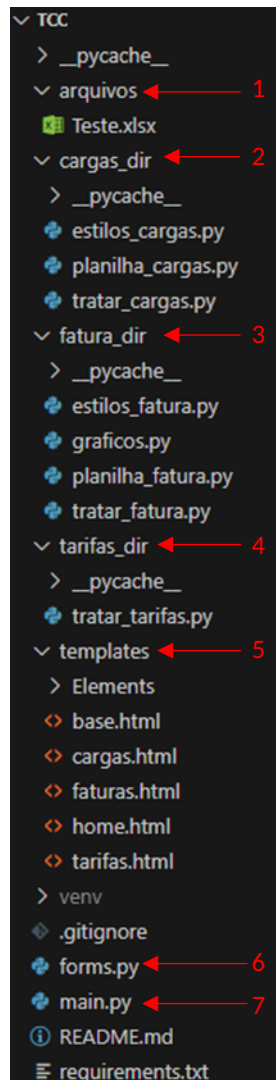 TCC
__pycache__
arquivos 1
Teste.xlsx
cargas_dir 2
__pycache__
estilos_cargas.py
planilha_cargas.py
tratar_cargas.py
fatura_dir 3
__pycache__
estilos_fatura.py
graficos.py
planilha_fatura.py
tratar_fatura.py
tarifas_dir 4
__pycache__
tratar_tarifas.py
templates 5
Elements
base.html
cargas.html
faturas.html
home.html
tarifas.html
venv
.gitignore
forms.py 6
main.py 7
README.md
requirements.txt